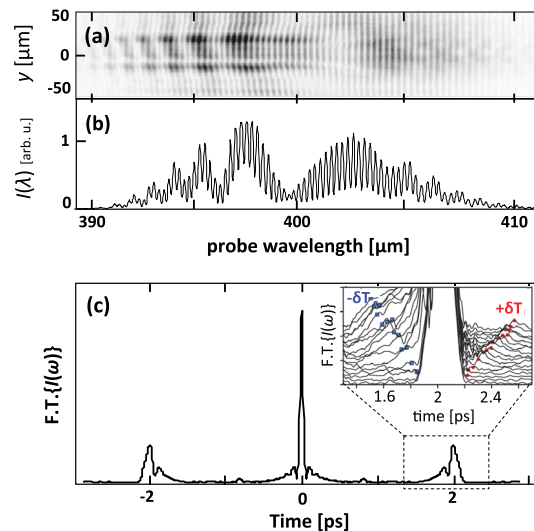 (a)
y [µm]
50
0
-50
(b)
I(λ) [arb. u.]
1
0
390
400
410
probe wavelength [µm]
(c)
F.T.{I(ω)}
-2
0
2
Time [ps]
-δT
+δT
F.T.{I(ω)}
1.6
2
2.4
time [ps]